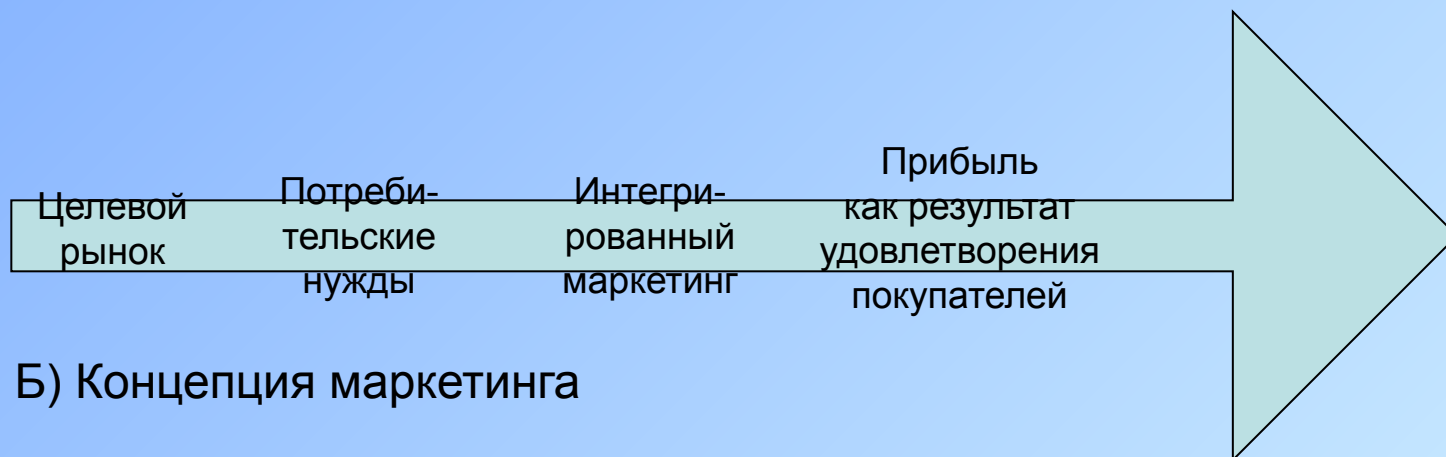 Целевой
рынок
Потреби-
тельские
нужды
Интегри-
рованный
маркетинг
Прибыль
как результат
удовлетворения
покупателей
Б) Концепция маркетинга